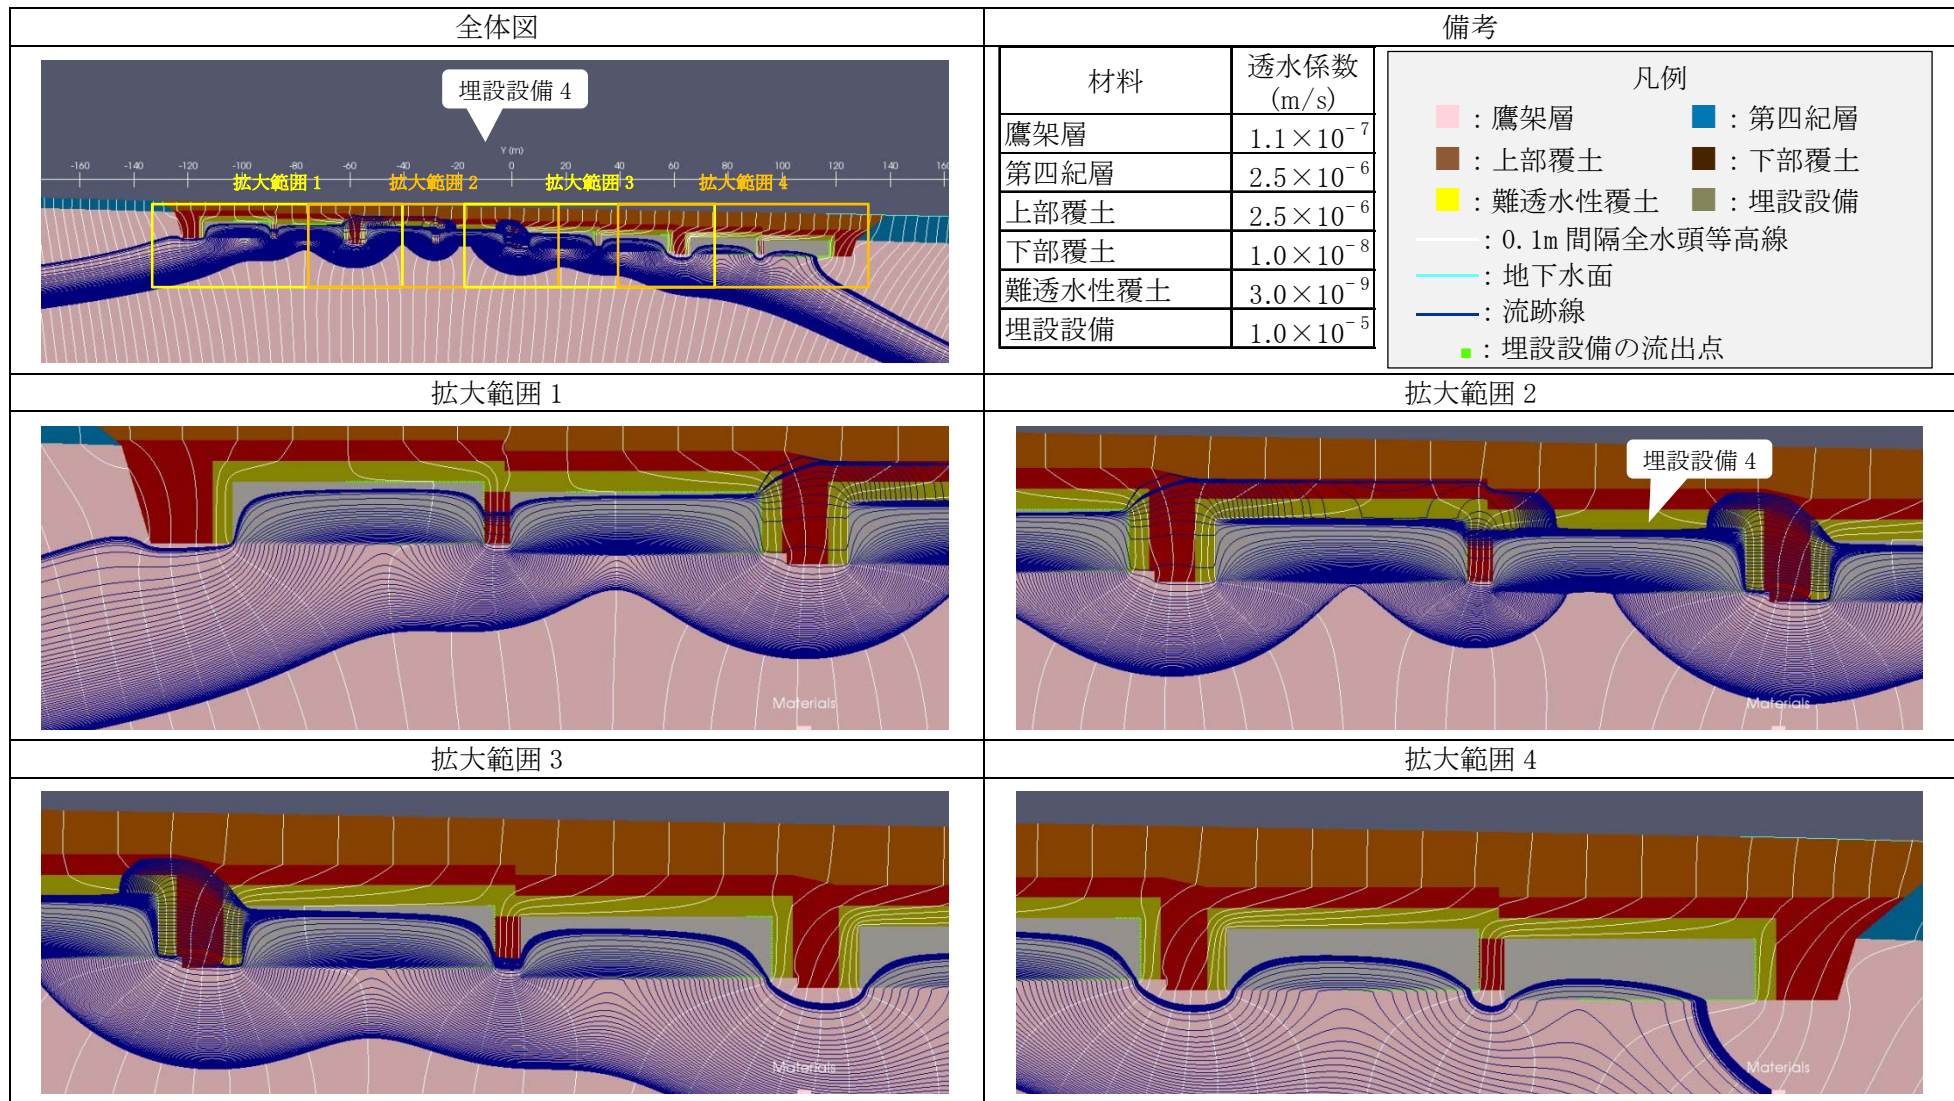 全体図
備考
埋設設備 4
Y (m)
-160 -140 -120 -100 -80 -60 -40 -20 0 20 40 60 80 100 120 140 160
拡大範囲 1 拡大範囲 2 拡大範囲 3 拡大範囲 4
材料 透水係数
(m/s)
鷹架層 1.1×10⁻⁷
第四紀層 2.5×10⁻⁶
上部覆土 2.5×10⁻⁶
下部覆土 1.0×10⁻⁸
難透水性覆土 3.0×10⁻⁹
埋設設備 1.0×10⁻⁵
凡例
：鷹架層 ：第四紀層
：上部覆土 ：下部覆土
：難透水性覆土 ：埋設設備
：0.1m 間隔全水頭等高線
：地下水面
：流跡線
：埋設設備の流出点
拡大範囲 1
拡大範囲 2
Materials
埋設設備 4
Materials
拡大範囲 3
拡大範囲 4
Materials
Materials